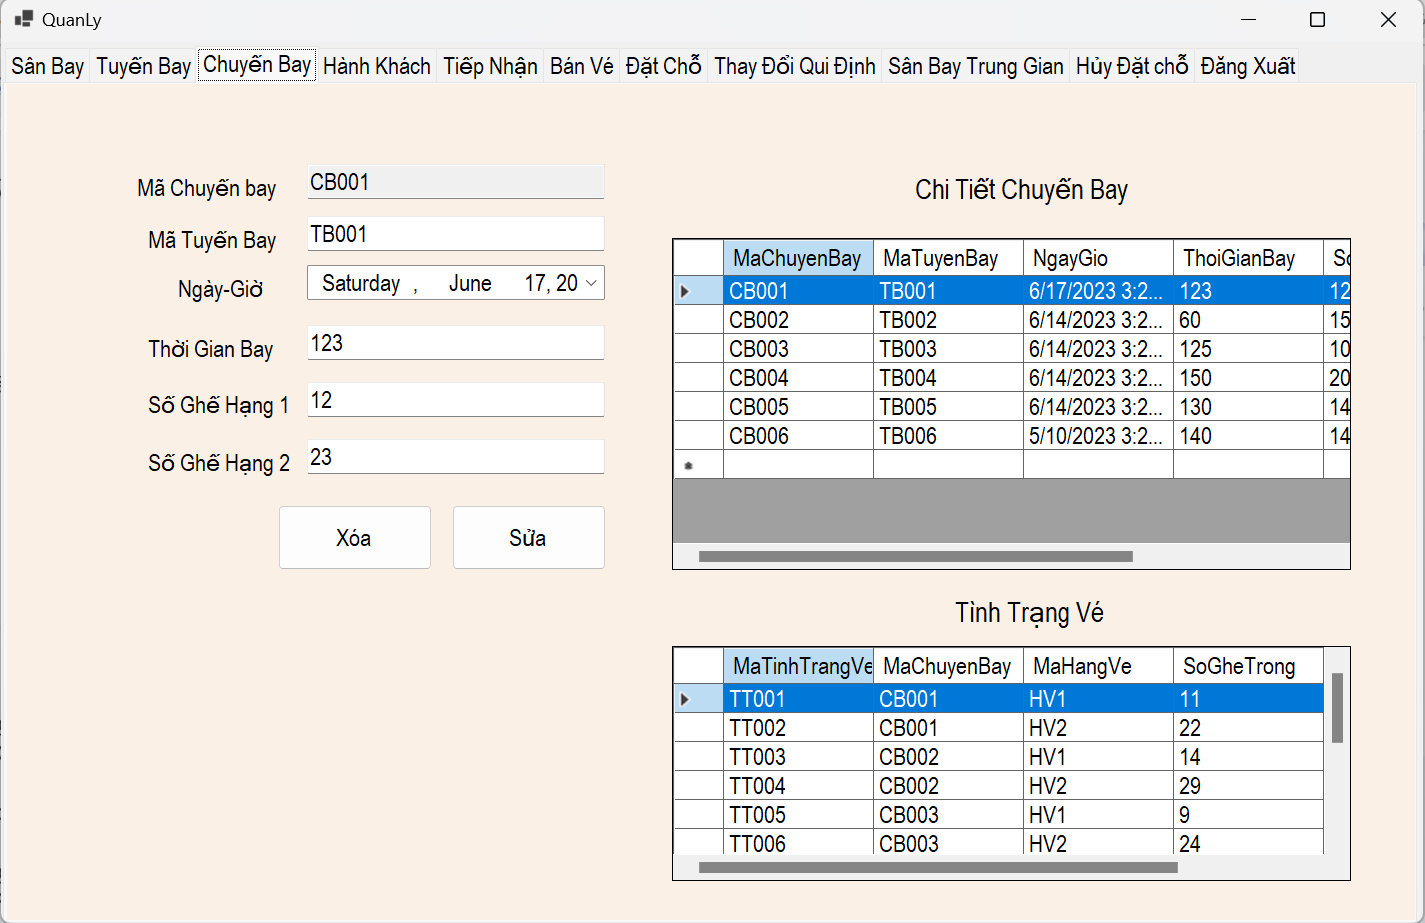 QuanLy
Sân Bay Tuyến Bay Chuyến Bay Hành Khách Tiếp Nhận Bán Vé Đặt Chỗ Thay Đổi Qui Định Sân Bay Trung Gian Hủy Đặt chỗ Đăng Xuất
Mã Chuyến bay CB001
Mã Tuyến Bay TB001
Ngày-Giờ Saturday , June 17, 20
Thời Gian Bay 123
Số Ghế Hạng 1 12
Số Ghế Hạng 2 23
Xóa Sửa
Chi Tiết Chuyến Bay
MaChuyenBay MaTuyenBay NgayGio ThoiGianBay
CB001 TB001 6/17/2023 3:2... 123 12
CB002 TB002 6/14/2023 3:2... 60 15
CB003 TB003 6/14/2023 3:2... 125 10
CB004 TB004 6/14/2023 3:2... 150 20
CB005 TB005 6/14/2023 3:2... 130 14
CB006 TB006 5/10/2023 3:2... 140 14
Tình Trạng Vé
MaTinhTrangVe MaChuyenBay MaHangVe SoGheTrong
TT001 CB001 HV1 11
TT002 CB001 HV2 22
TT003 CB002 HV1 14
TT004 CB002 HV2 29
TT005 CB003 HV1 9
TT006 CB003 HV2 24